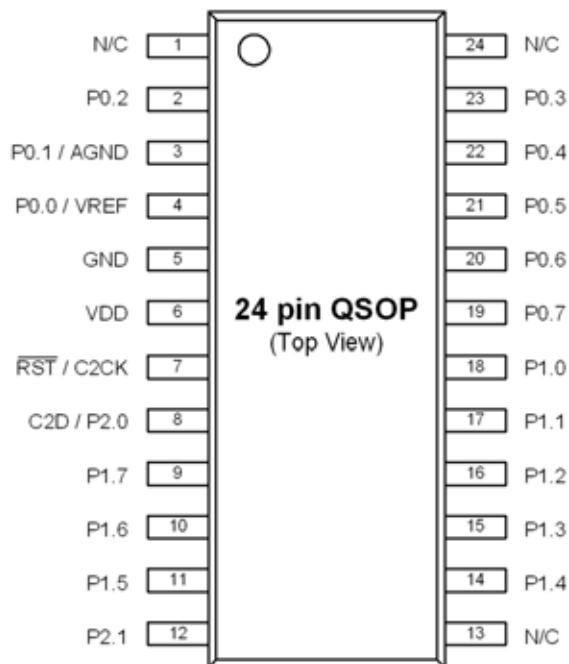 N/C 1 24 N/C
P0.2 2 23 P0.3
P0.1 / AGND 3 22 P0.4
P0.0 / VREF 4 21 P0.5
GND 5 20 P0.6
VDD 6 19 P0.7
24 pin QSOP
(Top View)
R̅S̅T̅ / C2CK 7 18 P1.0
C2D / P2.0 8 17 P1.1
P1.7 9 16 P1.2
P1.6 10 15 P1.3
P1.5 11 14 P1.4
P2.1 12 13 N/C